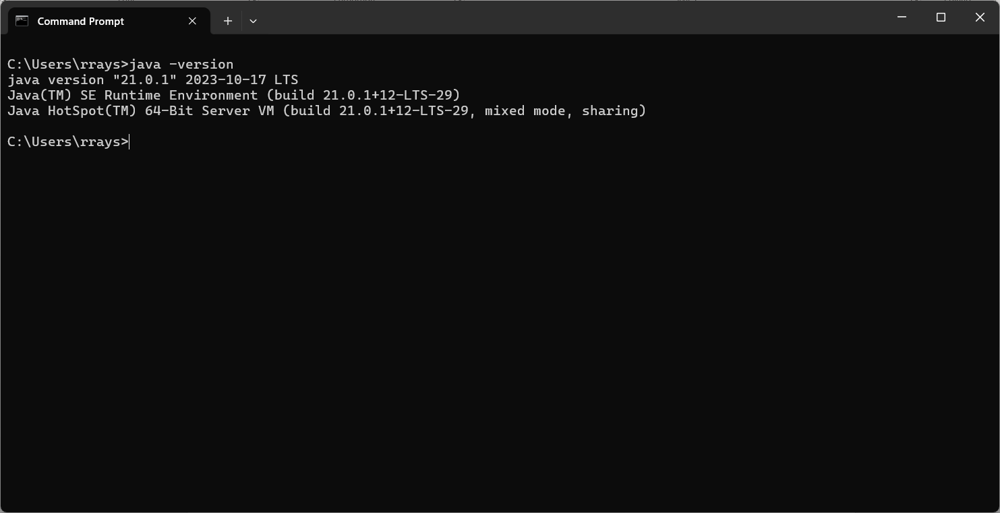 Command Prompt
C:\Users\rrays>java -version
java version "21.0.1" 2023-10-17 LTS
Java(TM) SE Runtime Environment (build 21.0.1+12-LTS-29)
Java HotSpot(TM) 64-Bit Server VM (build 21.0.1+12-LTS-29, mixed mode, sharing)
C:\Users\rrays>